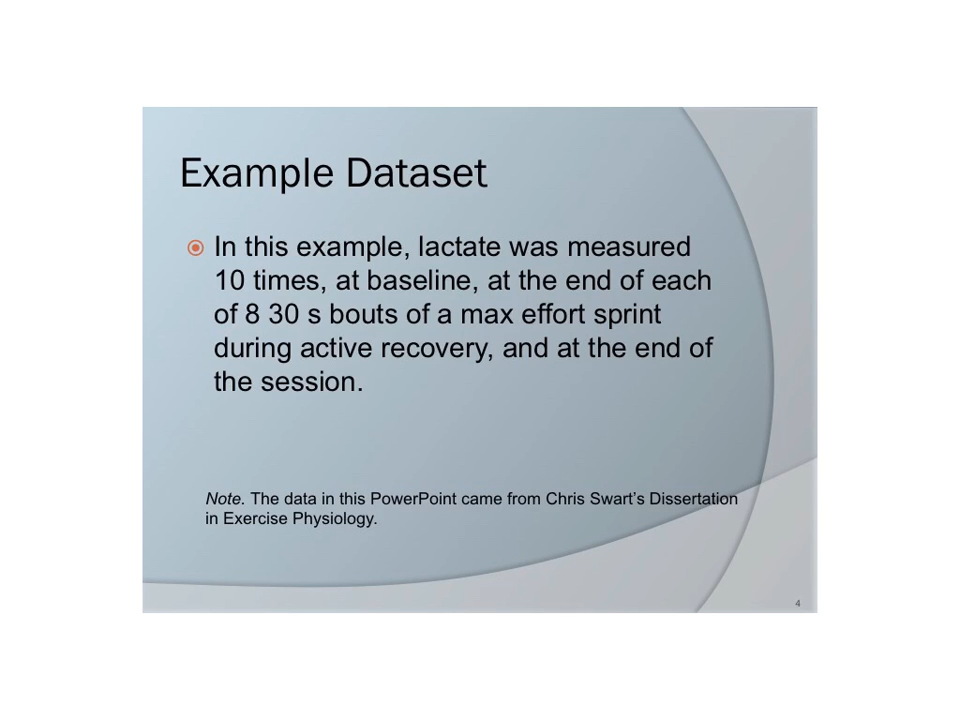 Example Dataset
In this example, lactate was measured
10 times, at baseline, at the end of each
of 8 30 s bouts of a max effort sprint
during active recovery, and at the end of
the session.
Note. The data in this PowerPoint came from Chris Swart’s Dissertation
in Exercise Physiology.
4